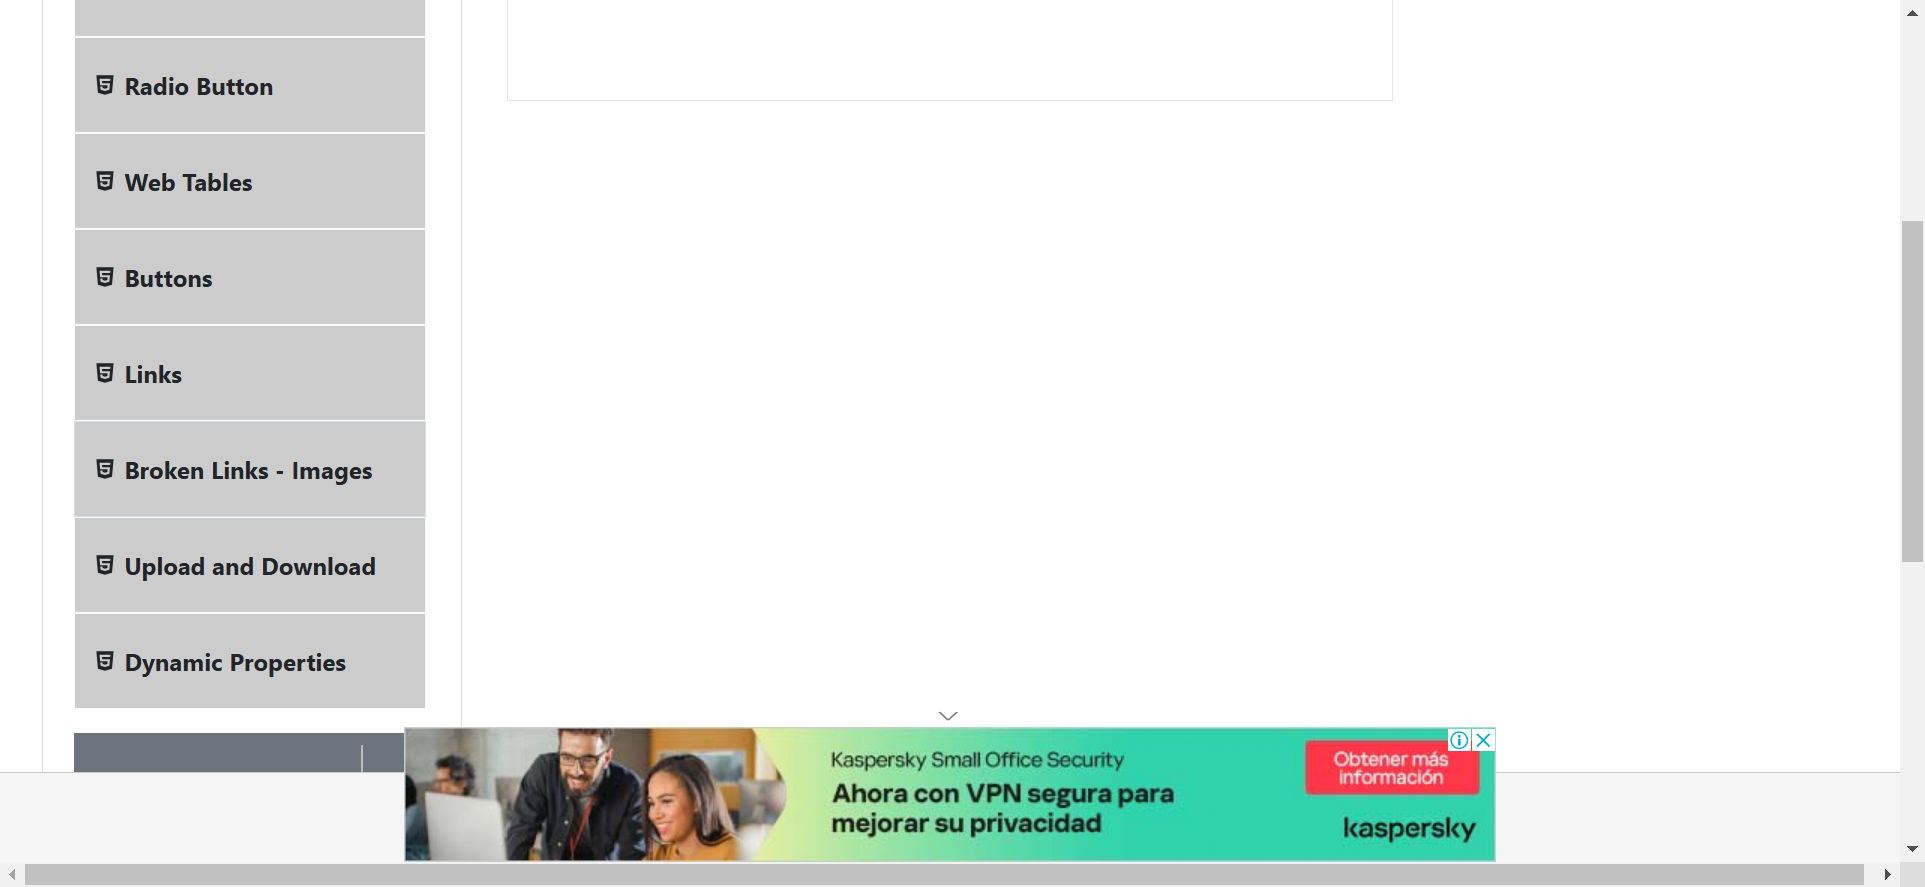 Radio Button
Web Tables
Buttons
Links
Broken Links - Images
Upload and Download
Dynamic Properties
Kaspersky Small Office Security
Ahora con VPN segura para
mejorar su privacidad
Obtener más
información
kaspersky